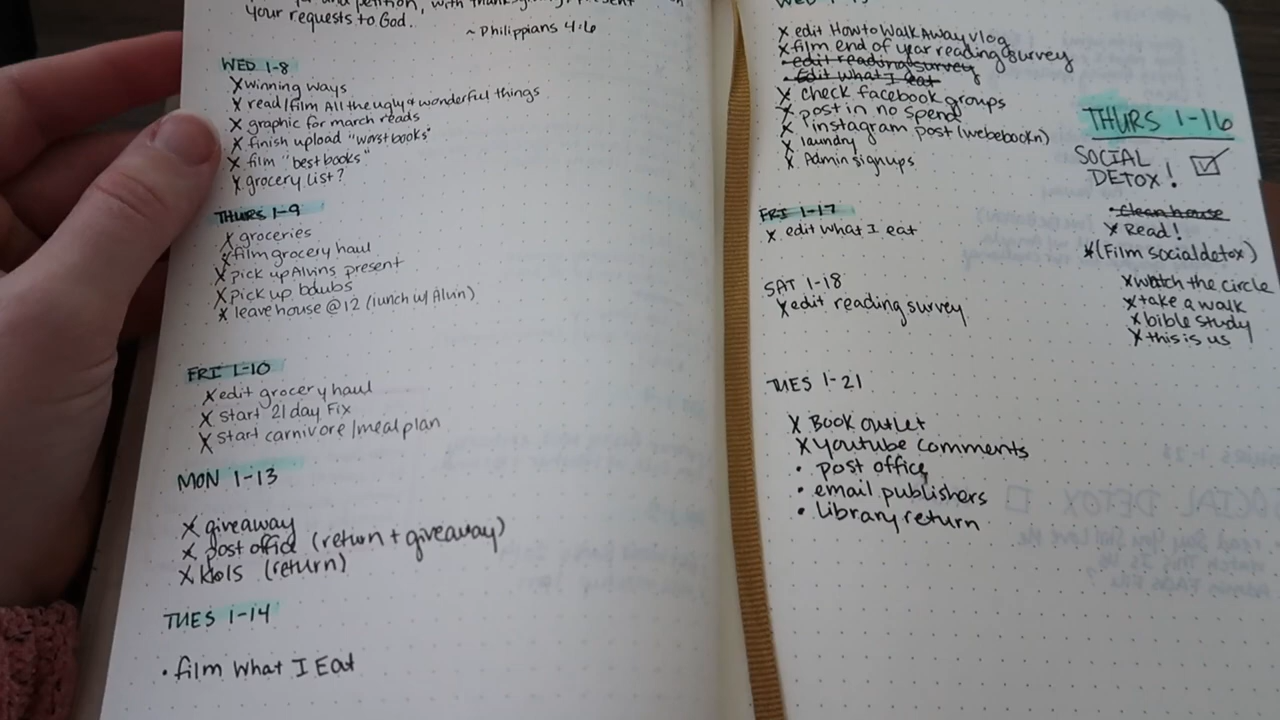 and petition, with thanksgiving, present
your requests to God.
~ Philippians 4:6
WED 1-8
X winning ways
X read/film All the ugly & wonderful things
X graphic for march reads
X finish upload "worst books"
X film "best books"
X grocery list?
THURS 1-9
X groceries
X film grocery haul
X pick up Alvins present
X pick up bdubs
X leave house @ 12 (lunch w/ Alvin)
FRI 1-10
X edit grocery haul
X start 21 day Fix
X start carnivore/meal plan
MON 1-13
X giveaway
X post office (return + giveaway)
X khols (return)
TUES 1-14
• film What I Eat
X edit How to Walk Away vlog
X film end of year reading survey
• edit reading survey
• Edit what I eat
X check facebook groups
X post in no spend
X instagram post (webebookn)
X laundry
X Admin signups
THURS 1-16
SOCIAL
DETOX!
• Clean house
X Read!
X (Film social detox)
X watch the circle
X take a walk
X bible study
X this is us
FRI 1-17
X edit what I eat
SAT 1-18
X edit reading survey
TUES 1-21
X Book outlet
X Youtube comments
• post office
• email publishers
• Library return